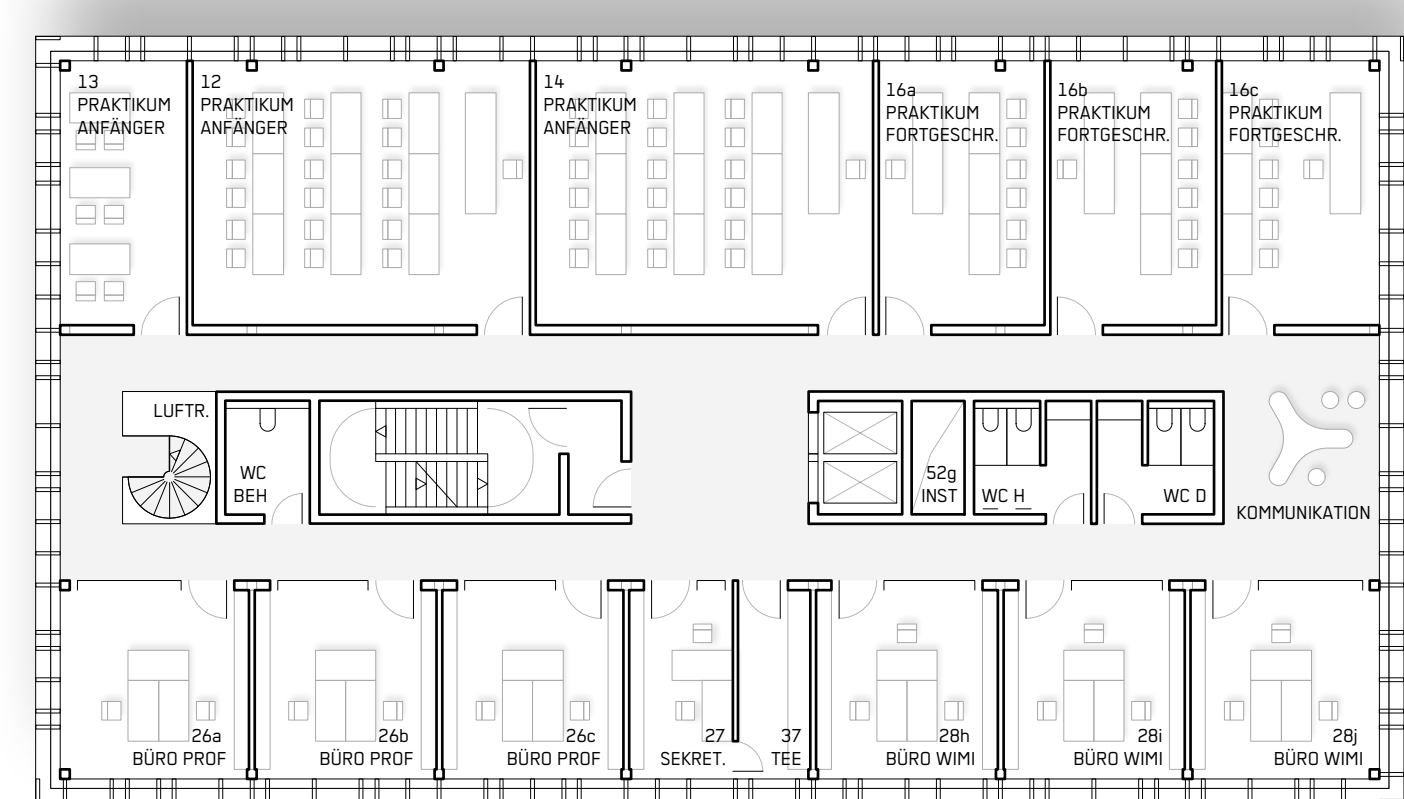 13
PRAKTIKUM
ANFÄNGER
12
PRAKTIKUM
ANFÄNGER
14
PRAKTIKUM
ANFÄNGER
16a
PRAKTIKUM
FORTGESCHR.
16b
PRAKTIKUM
FORTGESCHR.
16c
PRAKTIKUM
FORTGESCHR.
LUFTR.
WC
BEH
52g
INST
WC H
WC D
KOMMUNIKATION
26a
BÜRO PROF
26b
BÜRO PROF
26c
BÜRO PROF
27
SEKRET.
37
TEE
28h
BÜRO WIMI
28i
BÜRO WIMI
28j
BÜRO WIMI